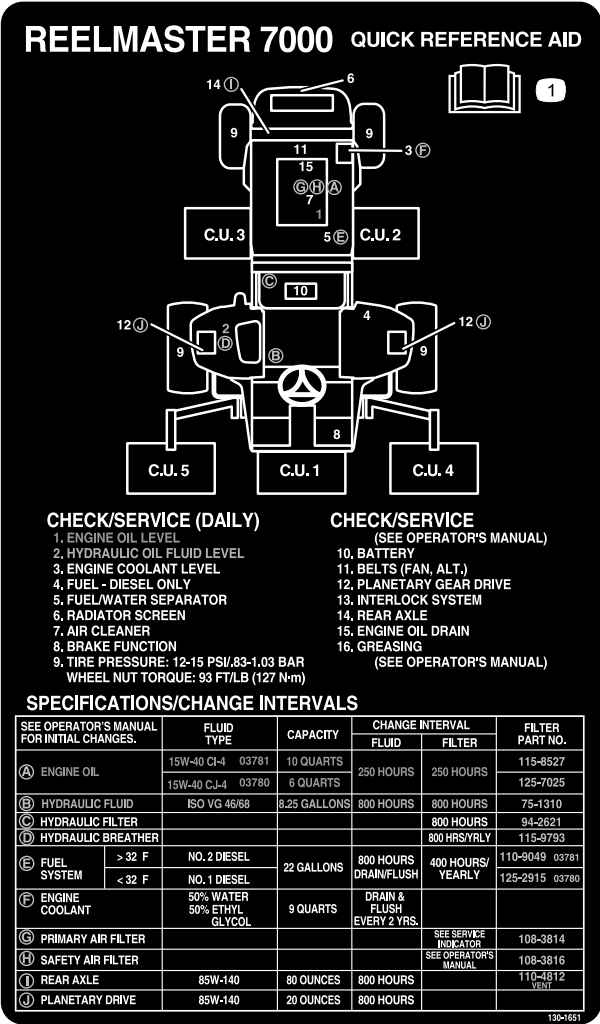 REELMASTER 7000 QUICK REFERENCE AID
1
14 I
6
9
9
11
3 F
15
G H A
7
1
C.U. 3
5 E
C.U. 2
C
10
4
12 J
2
D
12 J
9
B
9
8
C.U. 5
C.U. 1
C.U. 4
CHECK/SERVICE (DAILY)
1. ENGINE OIL LEVEL
2. HYDRAULIC OIL FLUID LEVEL
3. ENGINE COOLANT LEVEL
4. FUEL - DIESEL ONLY
5. FUEL/WATER SEPARATOR
6. RADIATOR SCREEN
7. AIR CLEANER
8. BRAKE FUNCTION
9. TIRE PRESSURE: 12-15 PSI/.83-1.03 BAR
WHEEL NUT TORQUE: 93 FT/LB (127 N•m)
CHECK/SERVICE
(SEE OPERATOR'S MANUAL)
10. BATTERY
11. BELTS (FAN, ALT.)
12. PLANETARY GEAR DRIVE
13. INTERLOCK SYSTEM
14. REAR AXLE
15. ENGINE OIL DRAIN
16. GREASING
(SEE OPERATOR'S MANUAL)
SPECIFICATIONS/CHANGE INTERVALS
SEE OPERATOR'S MANUAL
FOR INITIAL CHANGES.
FLUID
TYPE
CAPACITY
CHANGE INTERVAL
FLUID
FILTER
FILTER
PART NO.
A ENGINE OIL
15W-40 CI-4 03781
10 QUARTS
250 HOURS
250 HOURS
115-8527
15W-40 CJ-4 03780
6 QUARTS
125-7025
B HYDRAULIC FLUID
ISO VG 46/68
8.25 GALLONS
800 HOURS
800 HOURS
75-1310
C HYDRAULIC FILTER
800 HOURS
94-2621
D HYDRAULIC BREATHER
800 HRS/YRLY
115-9793
E FUEL
SYSTEM
> 32 F
NO. 2 DIESEL
22 GALLONS
800 HOURS
DRAIN/FLUSH
400 HOURS/
YEARLY
110-9049 03781
< 32 F
NO. 1 DIESEL
125-2915 03780
F ENGINE
COOLANT
50% WATER
50% ETHYL
GLYCOL
9 QUARTS
DRAIN &
FLUSH
EVERY 2 YRS.
G PRIMARY AIR FILTER
SEE SERVICE
INDICATOR
108-3814
H SAFETY AIR FILTER
SEE OPERATOR'S
MANUAL
108-3816
I REAR AXLE
85W-140
80 OUNCES
800 HOURS
110-4812
VENT
J PLANETARY DRIVE
85W-140
20 OUNCES
800 HOURS
130-1651